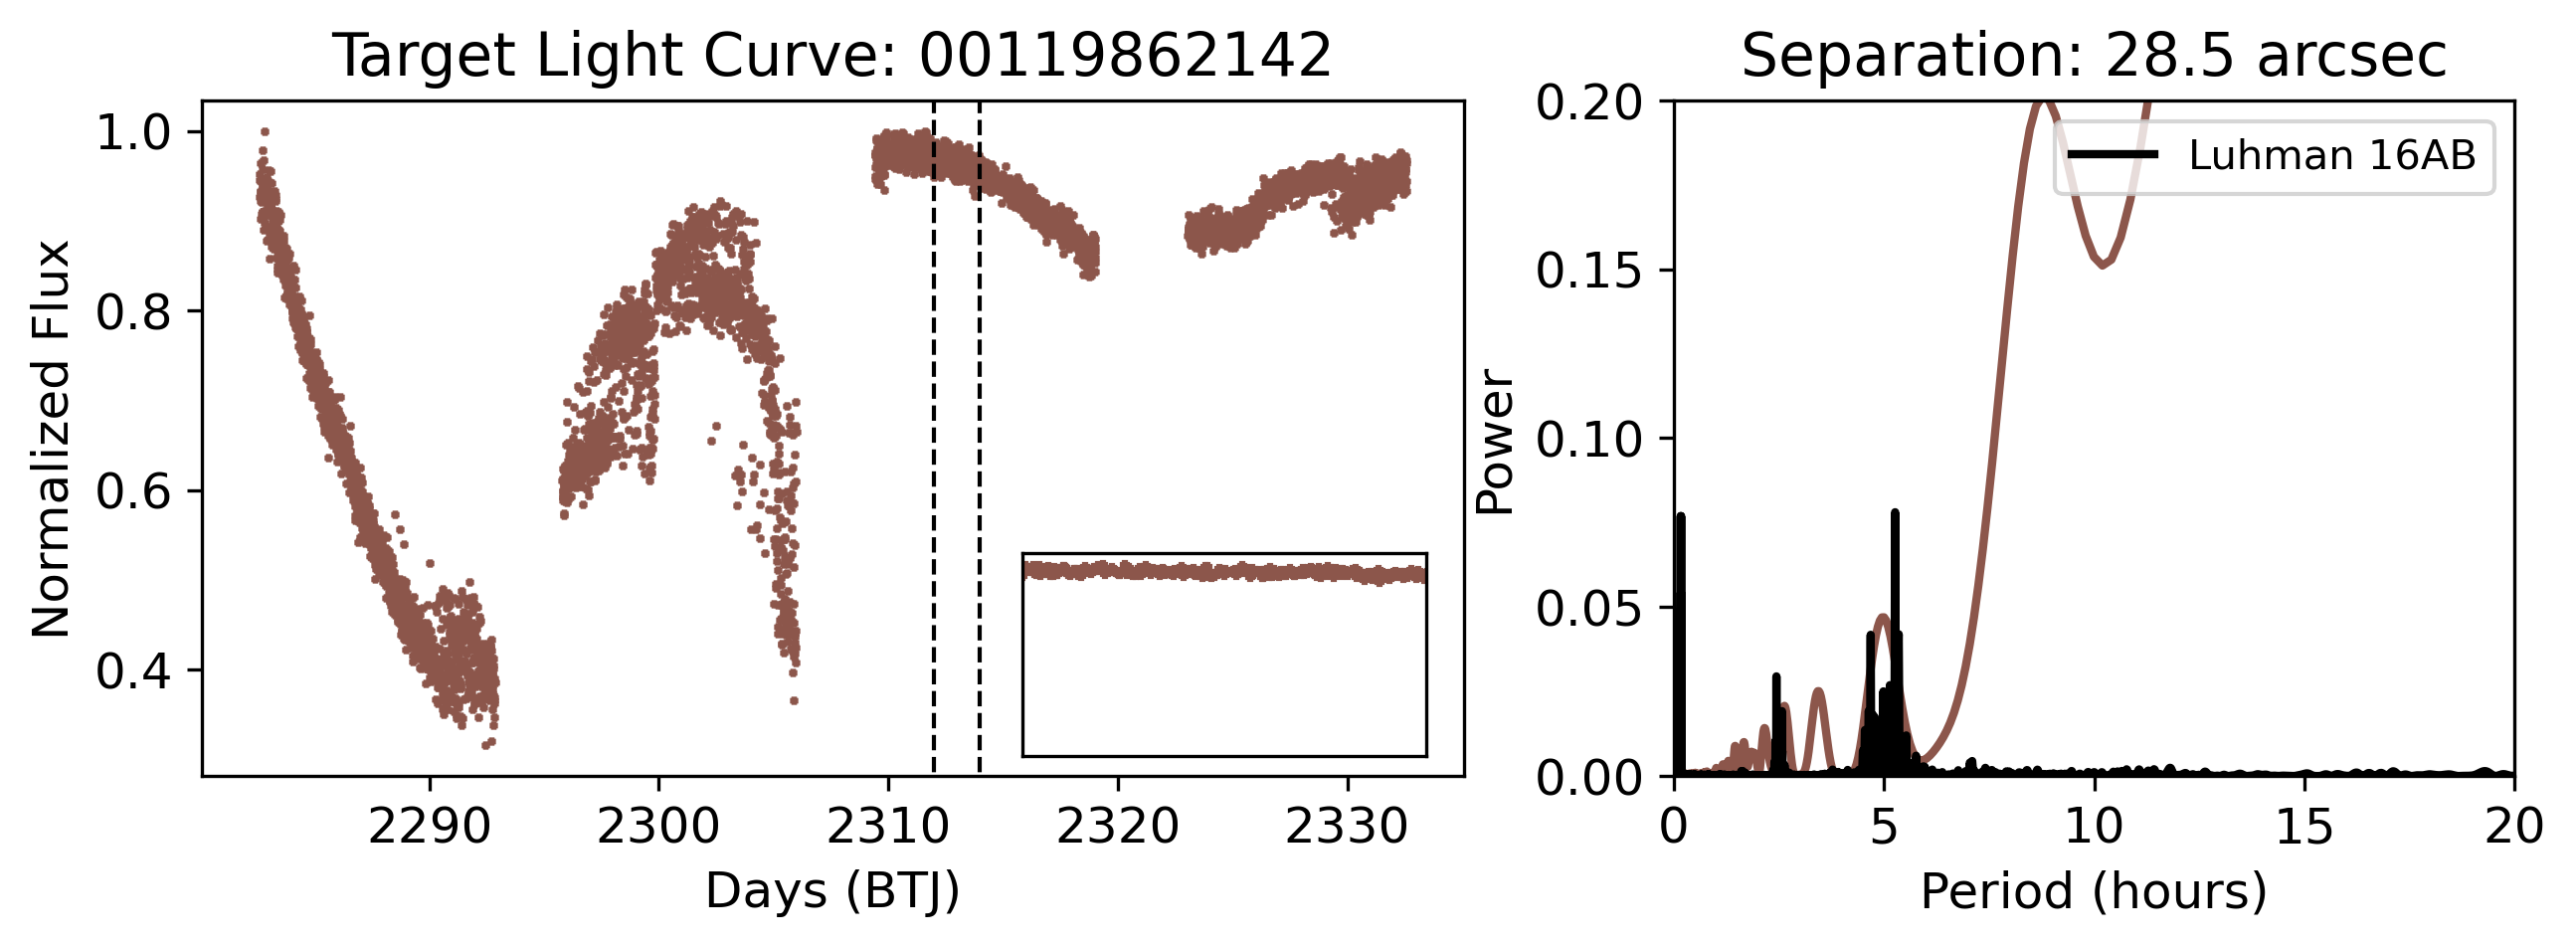 Target Light Curve: 00119862142
Normalized Flux
1.0
0.8
0.6
0.4
2290 2300 2310 2320 2330
Days (BTJ)
Separation: 28.5 arcsec
Power
0.20
0.15
0.10
0.05
0.00
Luhman 16AB
0 5 10 15 20
Period (hours)